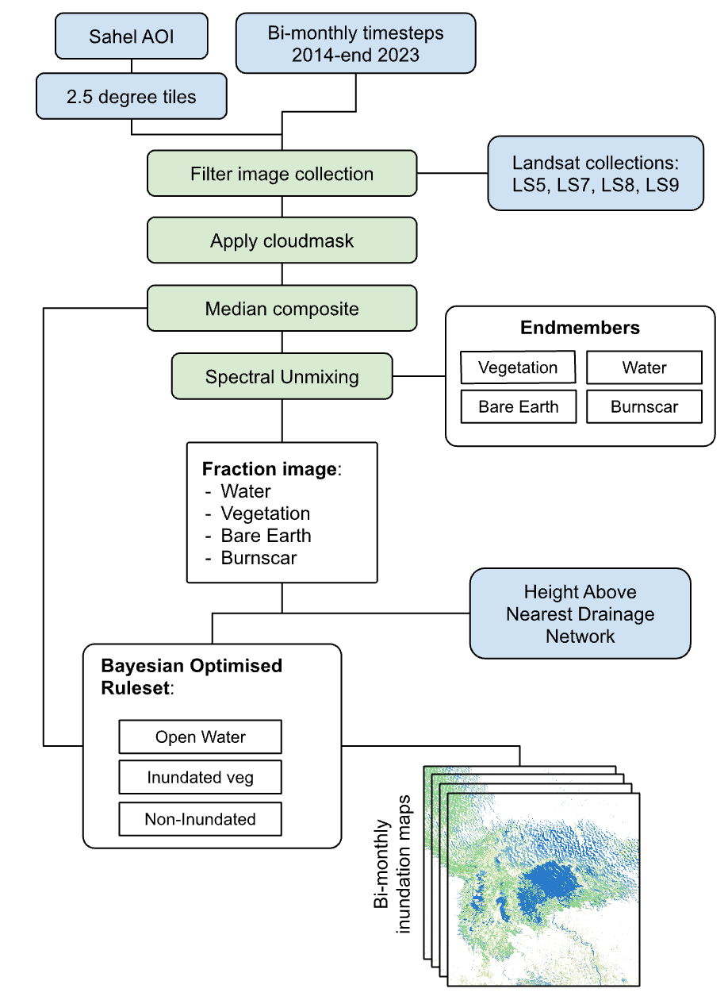 Sahel AOI
Bi-monthly timesteps
2014-end 2023
2.5 degree tiles
Filter image collection
Landsat collections:
LS5, LS7, LS8, LS9
Apply cloudmask
Median composite
Endmembers
Vegetation
Water
Bare Earth
Burnscar
Spectral Unmixing
Fraction image:
- Water
- Vegetation
- Bare Earth
- Burnscar
Height Above
Nearest Drainage
Network
Bayesian Optimised
Ruleset:
Open Water
Inundated veg
Non-Inundated
Bi-monthly
inundation maps